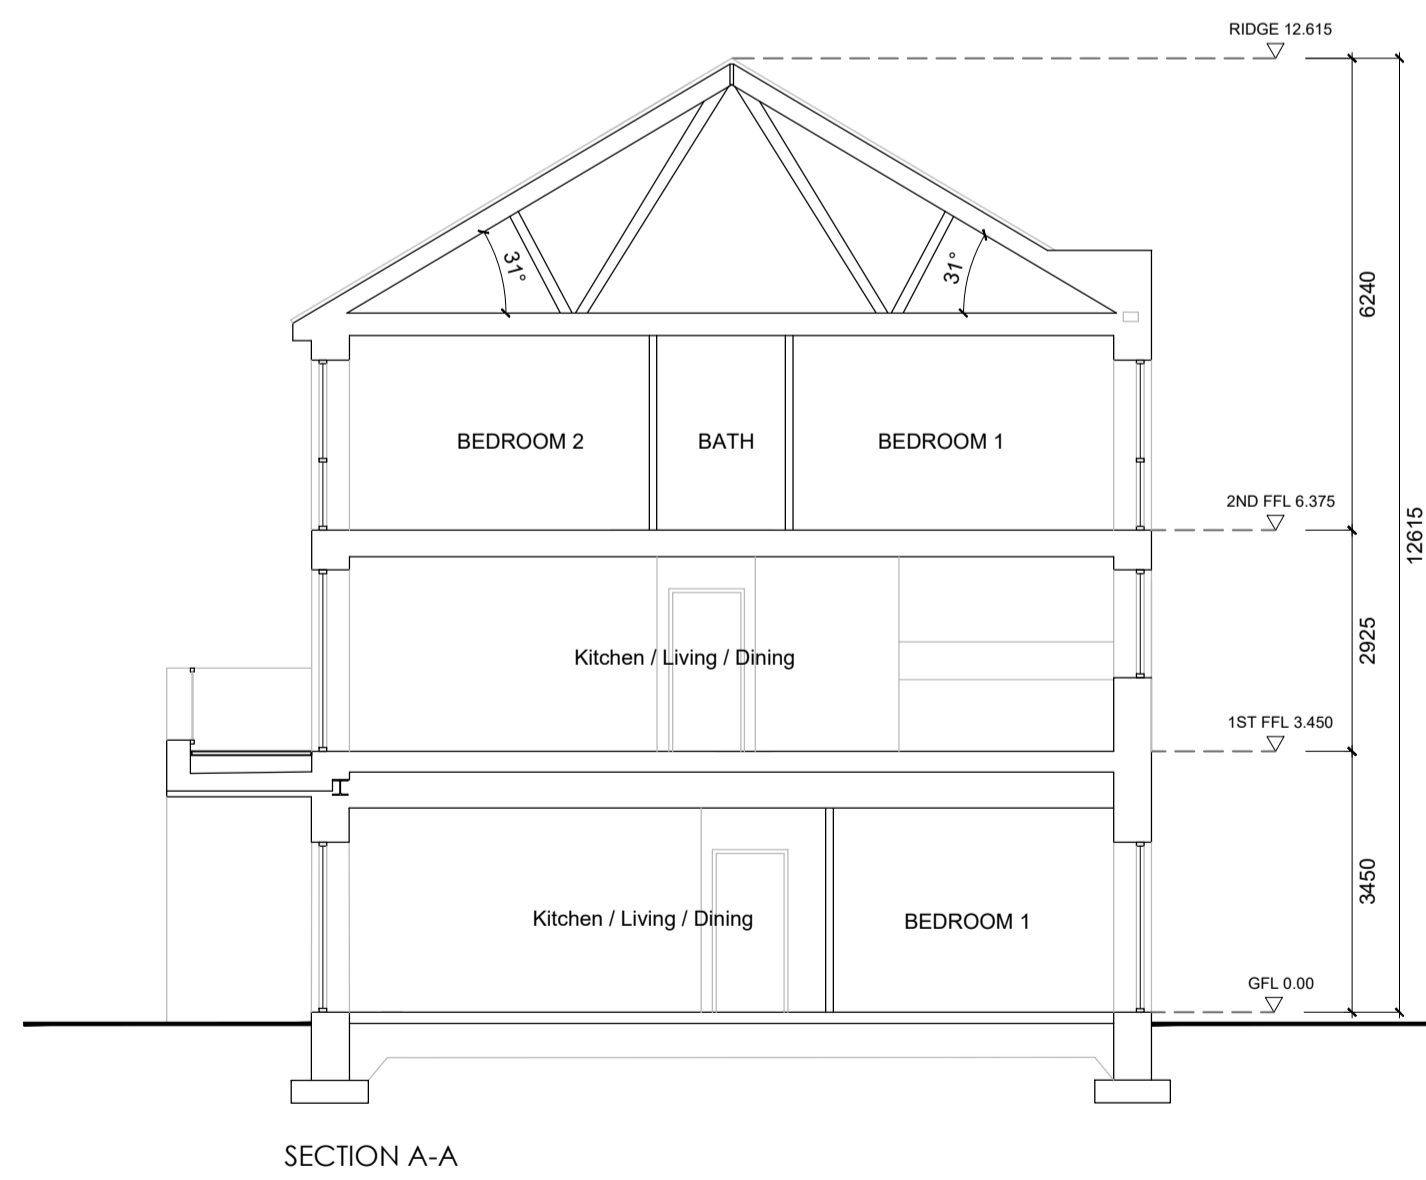 RIDGE 12.615
31°
31°
6240
BEDROOM 2
BATH
BEDROOM 1
2ND FFL 6.375
12615
Kitchen / Living / Dining
2925
1ST FFL 3.450
3450
Kitchen / Living / Dining
BEDROOM 1
GFL 0.00
SECTION A-A